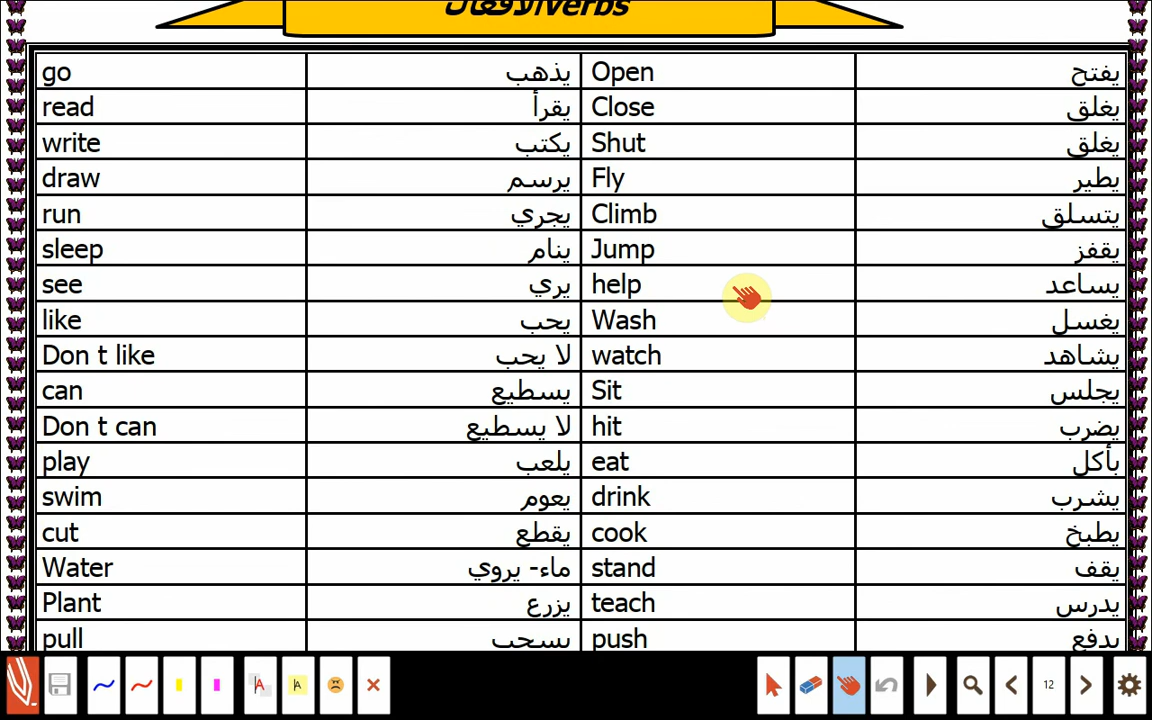 الأفعال verbs
go يذهب Open يفتح
read يقرأ Close يغلق
write يكتب Shut يغلق
draw يرسم Fly يطير
run يجري Climb يتسلق
sleep ينام Jump يقفز
see يري help يساعد
like يحب Wash يغسل
Don t like لا يحب watch يشاهد
can يسطيع Sit يجلس
Don t can لا يسطيع hit يضرب
play يلعب eat بأكل
swim يعوم drink يشرب
cut يقطع cook يطبخ
Water ماء- يروي stand يقف
Plant يزرع teach يدرس
pull يسحب push يدفع
12